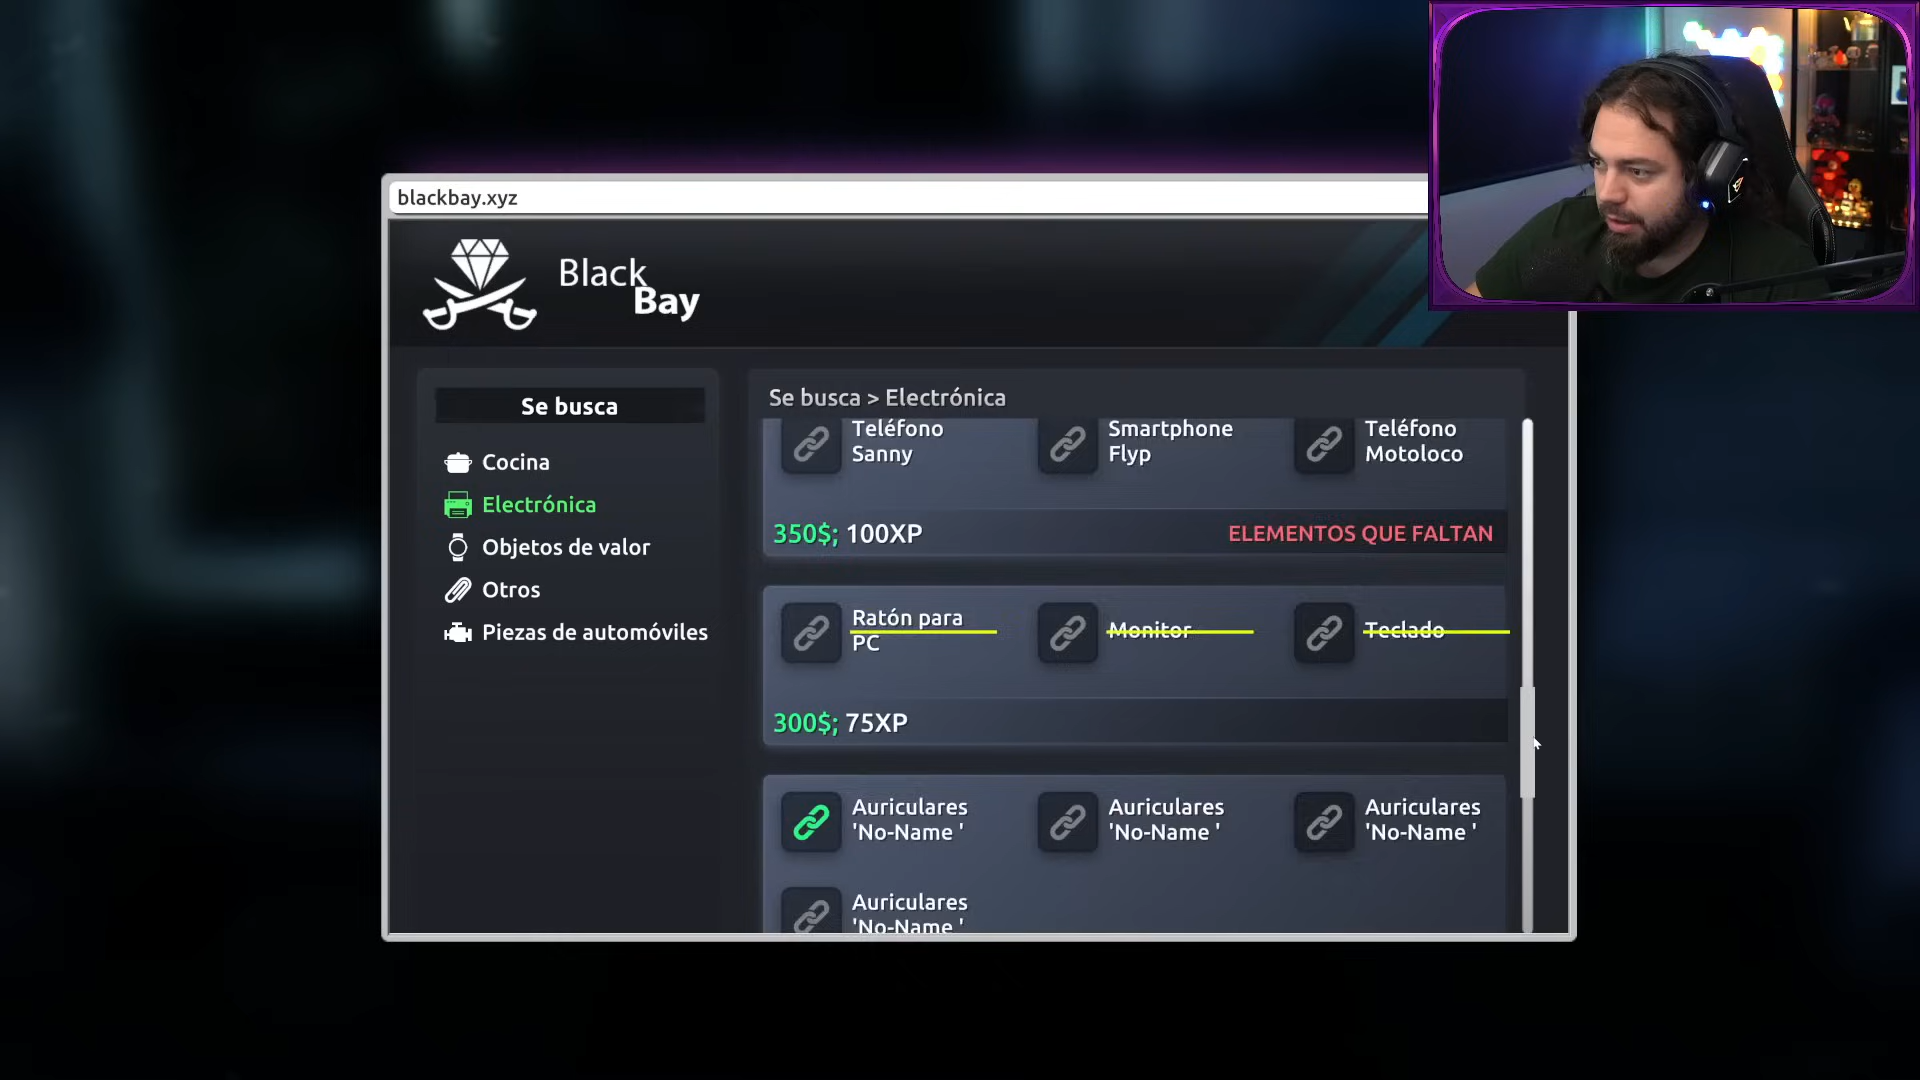 blackbay.xyz
Black
Bay
Se busca
Cocina
Electrónica
Objetos de valor
Otros
Piezas de automóviles
Se busca > Electrónica
Teléfono
Sanny
Smartphone
Flyp
Teléfono
Motoloco
350$; 100XP
ELEMENTOS QUE FALTAN
Ratón para
PC
Monitor
Teclado
300$; 75XP
Auriculares
'No-Name '
Auriculares
'No-Name '
Auriculares
'No-Name '
Auriculares
'No-Name '